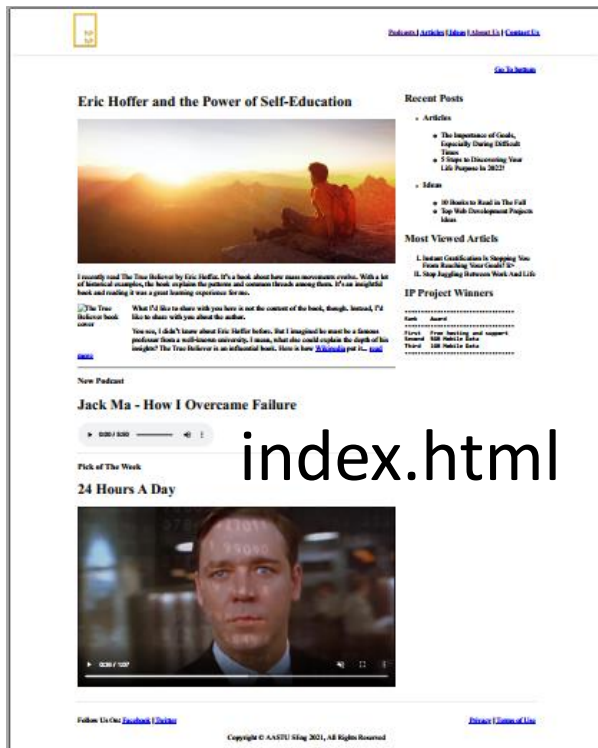 Podcasts | Articles | Ideas | About Us | Contact Us
Go To bottom
Eric Hoffer and the Power of Self-Education
I recently read The True Believer by Eric Hoffer. It's a book about how mass movements evolve. With a lot
of historical examples, the book explains the patterns and common threads among them. It's an insightful
book and reading it was a great learning experience for me.
The True
Believer book
cover
What I'd like to share with you here is not the content of the book, though. Instead, I'd
like to share with you about the author.
You see, I didn't know about Eric Hoffer before. But I imagined he must be a famous
professor from a well-known university. I mean, what else could explain the depth of his
insights? The True Believer is an influential book. Here is how Wikipedia put it... read
more
New Podcast
Jack Ma - How I Overcame Failure
0:00 / 5:50
Pick of The Week
24 Hours A Day
Follow Us On: Facebook | Twitter
Recent Posts
Articles
The Importance of Goals,
Especially During Difficult
Times
5 Steps to Discovering Your
Life Purpose In 2022!
Ideas
10 Books to Read in The Fall
Top Web Development Projects
Ideas
Most Viewed Articls
I. Instant Gratification Is Stopping You
From Reaching Your Goals! li>
II. Stop Juggling Between Work And Life
IP Project Winners
Rank Award
First Free hosting and support
Second 5GB Mobile Data
Third 1GB Mobile Data
index.html
Privacy | Terms of Use
Copyright © AASTU SEng 2021, All Rights Reserved